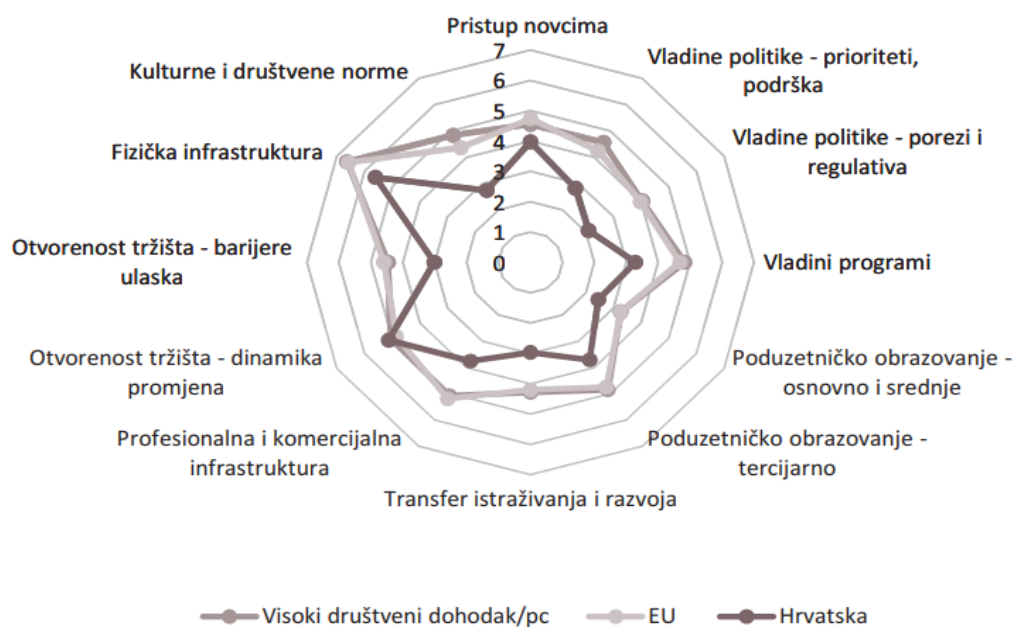 Pristup novcima
Vladine politike - prioriteti,
podrška
Vladine politike - porezi i
regulativa
Vladini programi
Poduzetničko obrazovanje -
osnovno i srednje
Poduzetničko obrazovanje -
tercijarno
Transfer istraživanja i razvoja
Profesionalna i komercijalna
infrastruktura
Otvorenost tržišta - dinamika
promjena
Otvorenost tržišta - barijere
ulaska
Fizička infrastruktura
Kulturne i društvene norme
7
6
5
4
3
2
1
0
Visoki društveni dohodak/pc
EU
Hrvatska